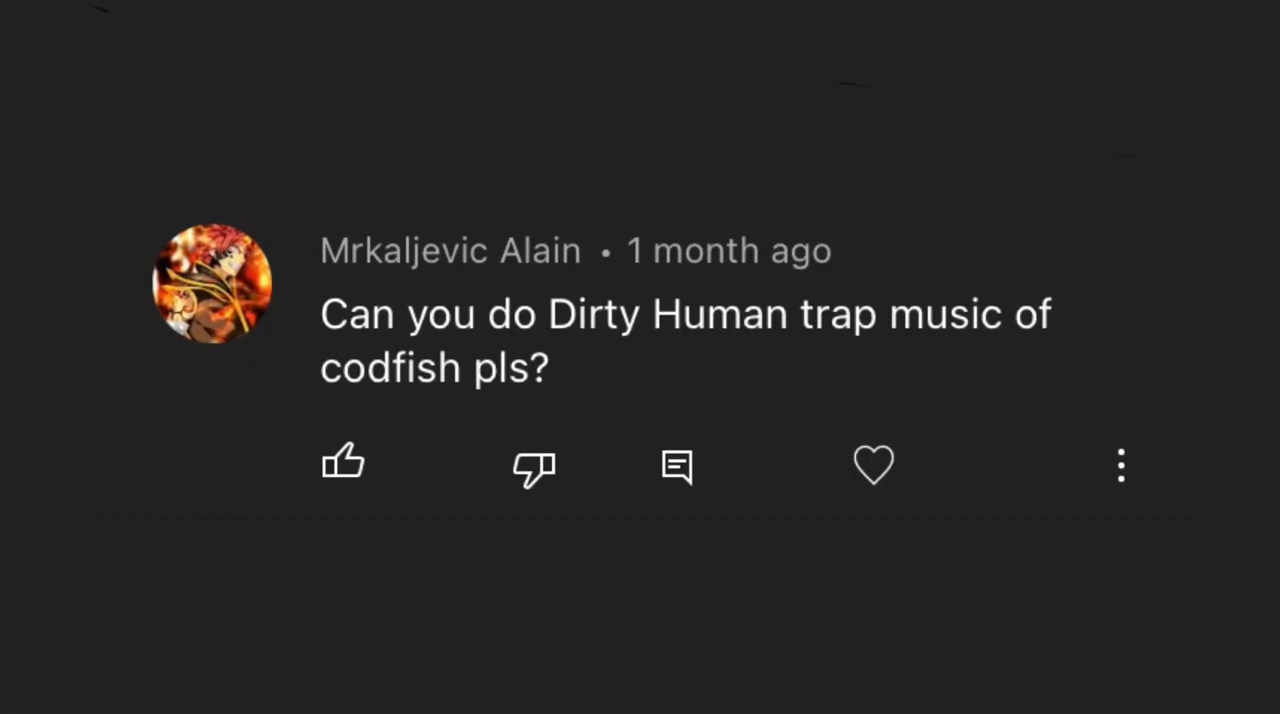 Mrkaljevic Alain • 1 month ago
Can you do Dirty Human trap music of
codfish pls?